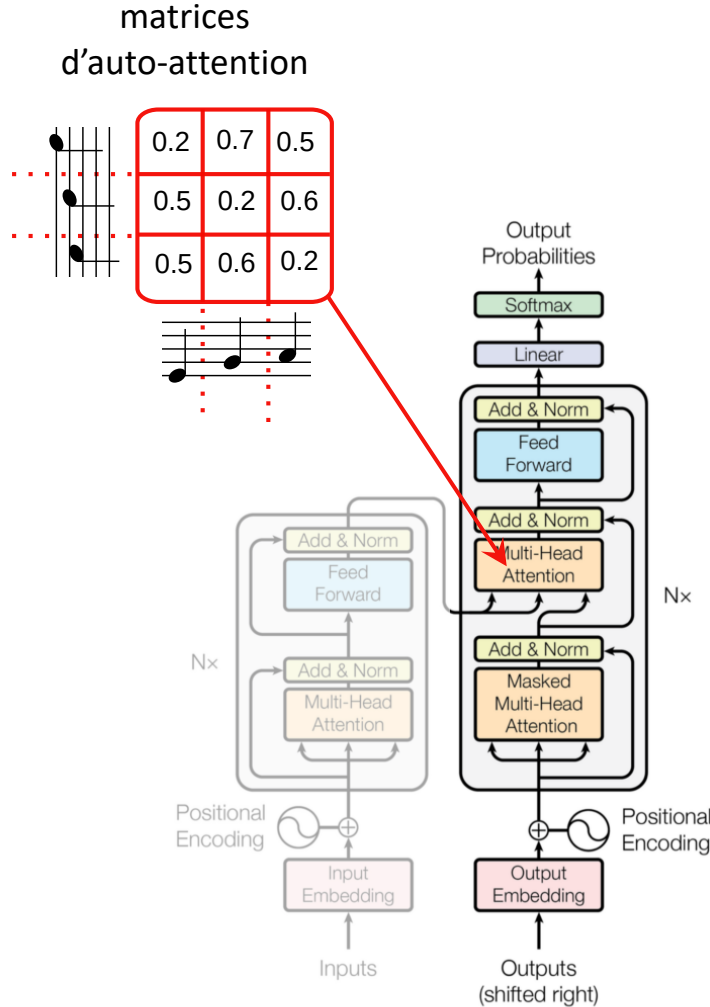 matrices
d'auto-attention
0.2 0.7 0.5
0.5 0.2 0.6
0.5 0.6 0.2
Output
Probabilities
Softmax
Linear
Add & Norm
Feed
Forward
Add & Norm
Multi-Head
Attention
N×
Add & Norm
Masked
Multi-Head
Attention
Positional
Encoding
Output
Embedding
Outputs
(shifted right)
Add & Norm
Feed
Forward
N×
Add & Norm
Multi-Head
Attention
Positional
Encoding
Input
Embedding
Inputs